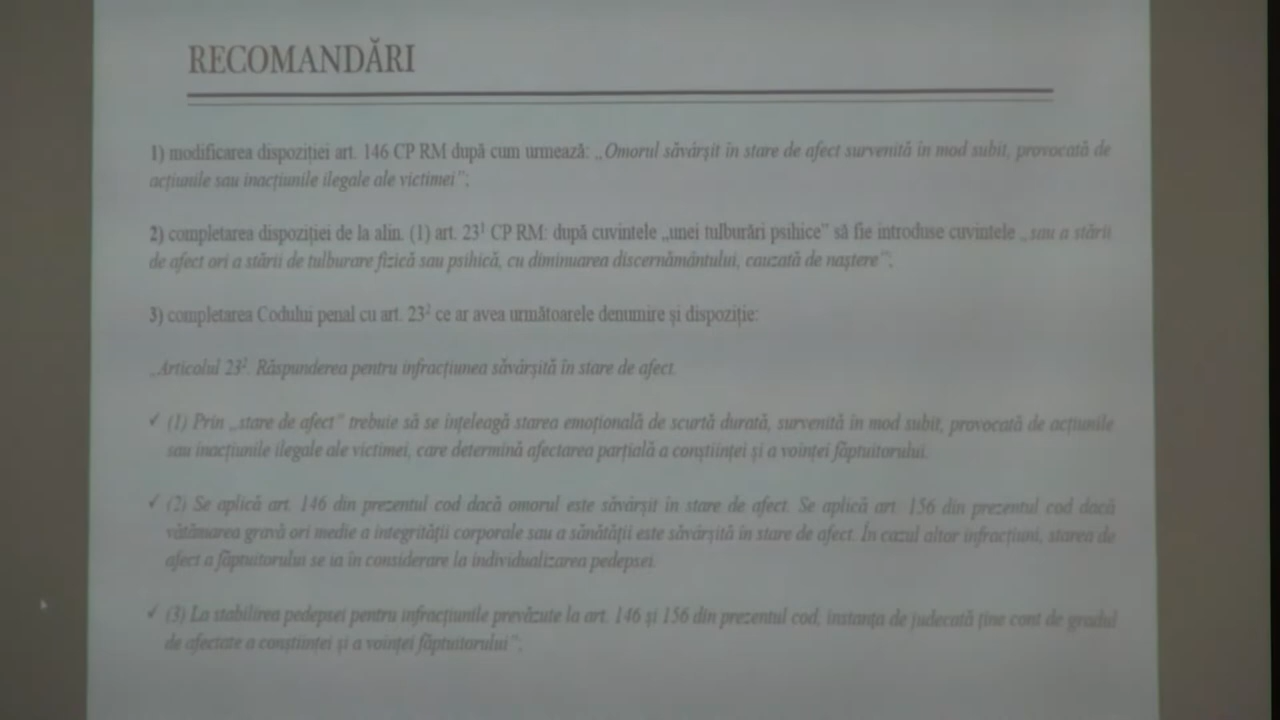 RECOMANDĂRI
1) modificarea dispoziției art. 146 CP RM după cum urmează: „Omorul săvârșit în stare de afect survenită în mod subit, provocată de
acțiunile sau inacțiunile ilegale ale victimei”;
2) completarea dispoziției de la alin. (1) art. 23¹ CP RM: după cuvintele „unei tulburări psihice” să fie introduse cuvintele „sau a stării
de afect ori a stării de tulburare fizică sau psihică, cu diminuarea discernământului, cauzată de naștere”;
3) completarea Codului penal cu art. 23² ce ar avea următoarele denumire și dispoziție:
„Articolul 23². Răspunderea pentru infracțiunea săvârșită în stare de afect.
✓ (1) Prin „stare de afect” trebuie să se înțeleagă starea emoțională de scurtă durată, survenită în mod subit, provocată de acțiunile
sau inacțiunile ilegale ale victimei, care determină afectarea parțială a conștiinței și a voinței făptuitorului.
✓ (2) Se aplică art. 146 din prezentul cod dacă omorul este săvârșit în stare de afect. Se aplică art. 156 din prezentul cod dacă
vătămarea gravă ori medie a integrității corporale sau a sănătății este săvârșită în stare de afect. În cazul altor infracțiuni, starea de
afect a făptuitorului se ia în considerare la individualizarea pedepsei.
✓ (3) La stabilirea pedepsei pentru infracțiunile prevăzute la art. 146 și 156 din prezentul cod, instanța de judecată ține cont de gradul
de afectare a conștiinței și a voinței făptuitorului”;